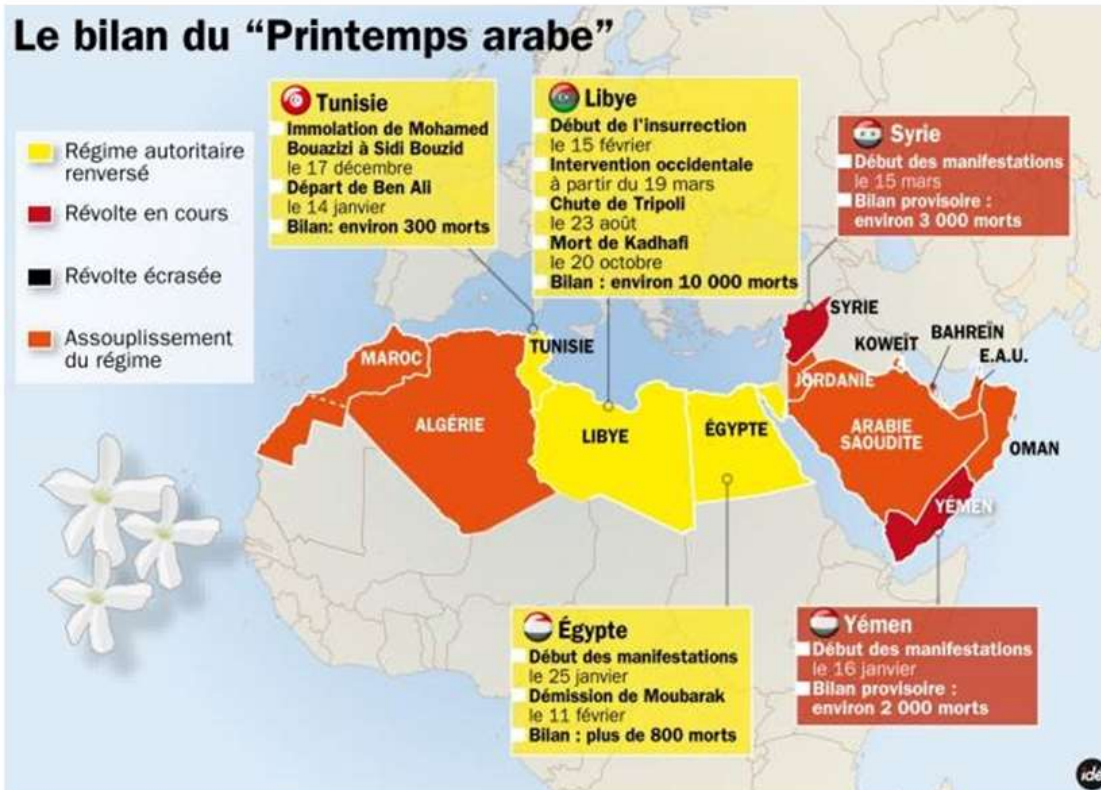 Le bilan du “Printemps arabe”
Régime autoritaire
renversé
Révolte en cours
Révolte écrasée
Assouplissement
du régime
Tunisie
Immolation de Mohamed
Bouazizi à Sidi Bouzid
le 17 décembre
Départ de Ben Ali
le 14 janvier
Bilan: environ 300 morts
Libye
Début de l'insurrection
le 15 février
Intervention occidentale
à partir du 19 mars
Chute de Tripoli
le 23 août
Mort de Kadhafi
le 20 octobre
Bilan : environ 10 000 morts
Syrie
Début des manifestations
le 15 mars
Bilan provisoire :
environ 3 000 morts
MAROC
ALGÉRIE
TUNISIE
LIBYE
ÉGYPTE
SYRIE
JORDANIE
KOWEÏT
BAHREÏN
E.A.U.
ARABIE
SAOUDITE
OMAN
YÉMEN
Égypte
Début des manifestations
le 25 janvier
Démission de Moubarak
le 11 février
Bilan : plus de 800 morts
Yémen
Début des manifestations
le 16 janvier
Bilan provisoire :
environ 2 000 morts
idé